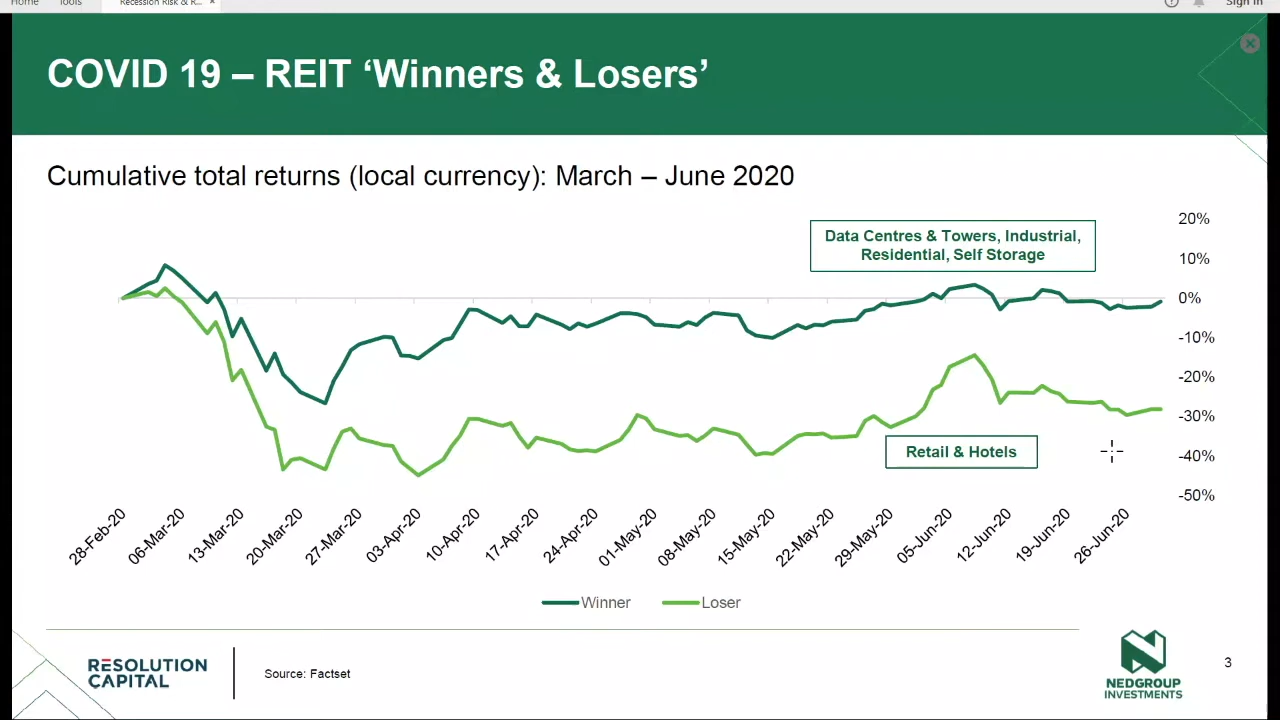 Home Tools Recession Risk & R... × Sign In
COVID 19 – REIT ‘Winners & Losers’
Cumulative total returns (local currency): March – June 2020
Data Centres & Towers, Industrial,
Residential, Self Storage
20%
10%
0%
-10%
-20%
-30%
-40%
-50%
Retail & Hotels
28-Feb-20
06-Mar-20
13-Mar-20
20-Mar-20
27-Mar-20
03-Apr-20
10-Apr-20
17-Apr-20
24-Apr-20
01-May-20
08-May-20
15-May-20
22-May-20
29-May-20
05-Jun-20
12-Jun-20
19-Jun-20
26-Jun-20
Winner Loser
RESOLUTION
CAPITAL
Source: Factset
NEDGROUP
INVESTMENTS
3